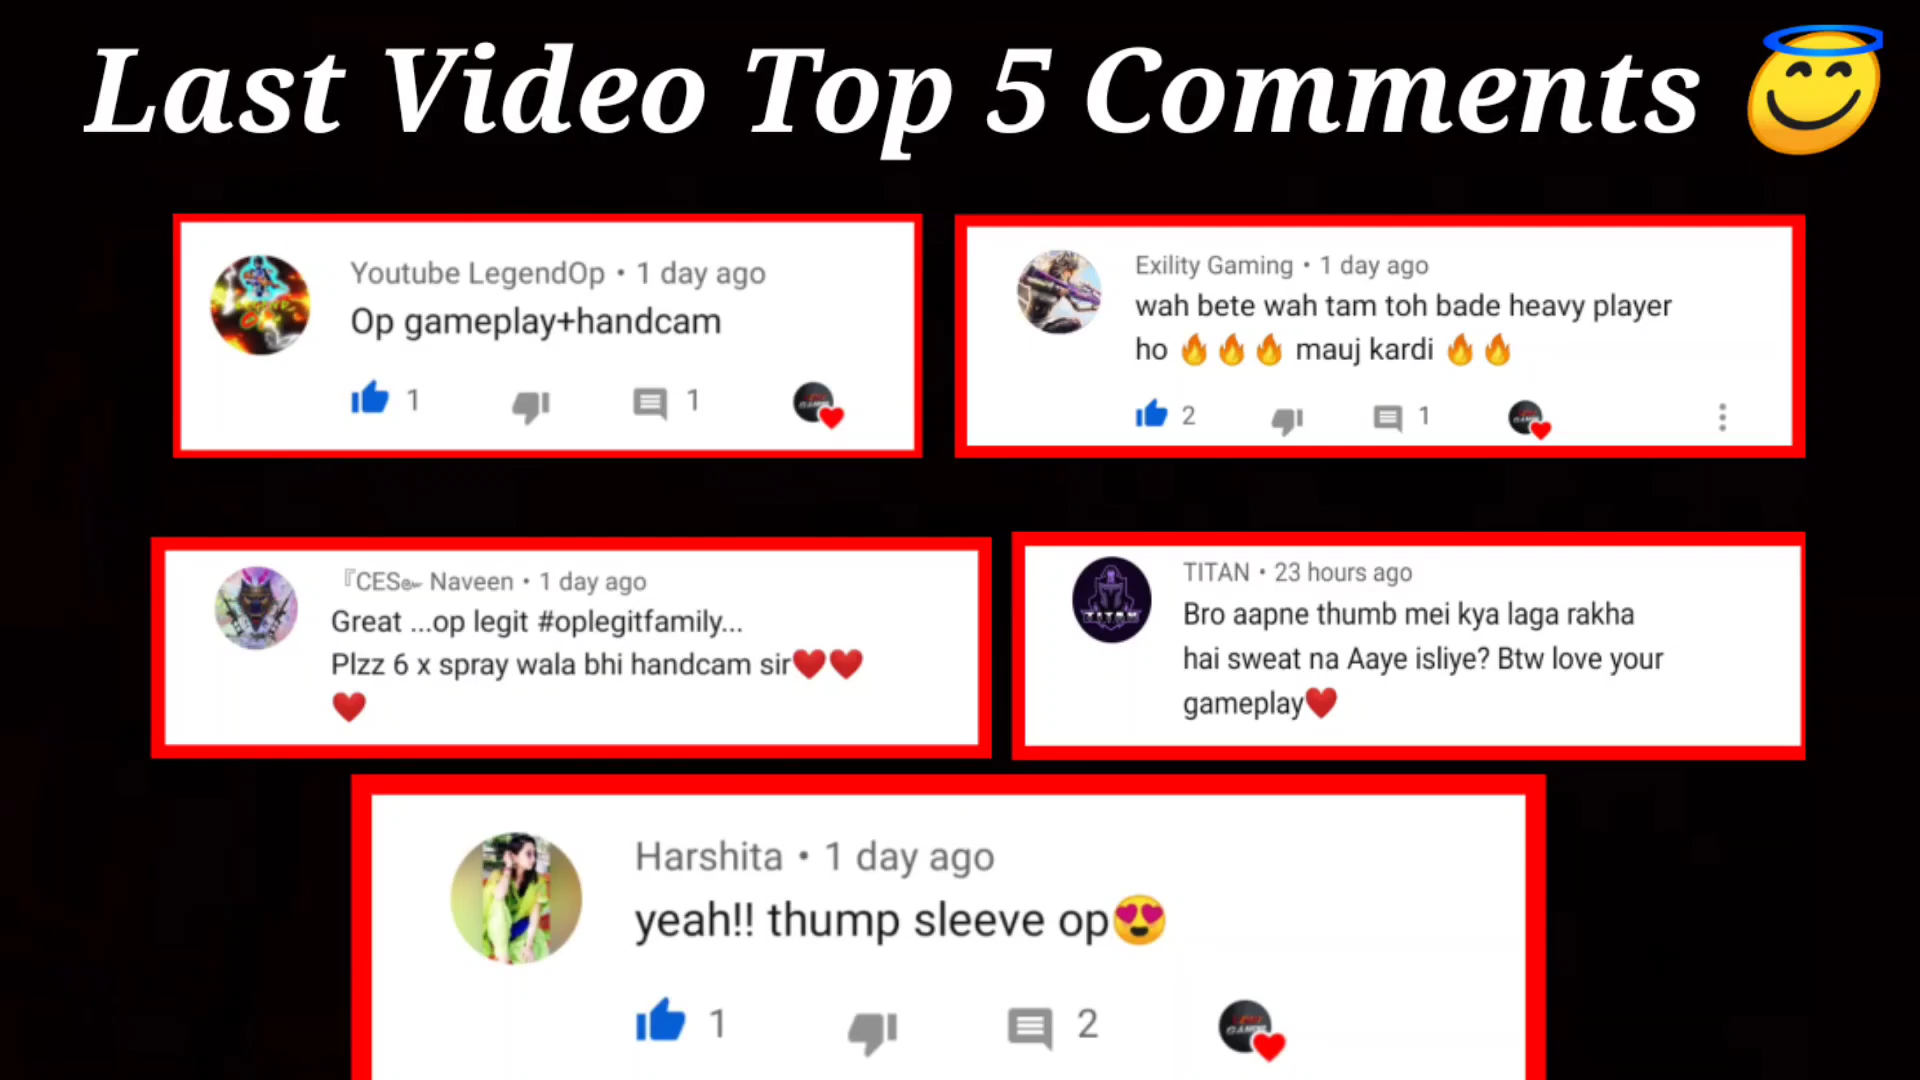 Last Video Top 5 Comments 😇
Youtube LegendOp • 1 day ago
Op gameplay+handcam
1
1
Exility Gaming • 1 day ago
wah bete wah tam toh bade heavy player
ho 🔥🔥🔥 mauj kardi 🔥🔥
2
1
『CES๛ Naveen • 1 day ago
Great ...op legit #oplegitfamily...
Plzz 6 x spray wala bhi handcam sir❤️❤️
❤️
TITAN
TITAN • 23 hours ago
Bro aapne thumb mei kya laga rakha
hai sweat na Aaye isliye? Btw love your
gameplay❤️
Harshita • 1 day ago
yeah!! thump sleeve op😍
1
2